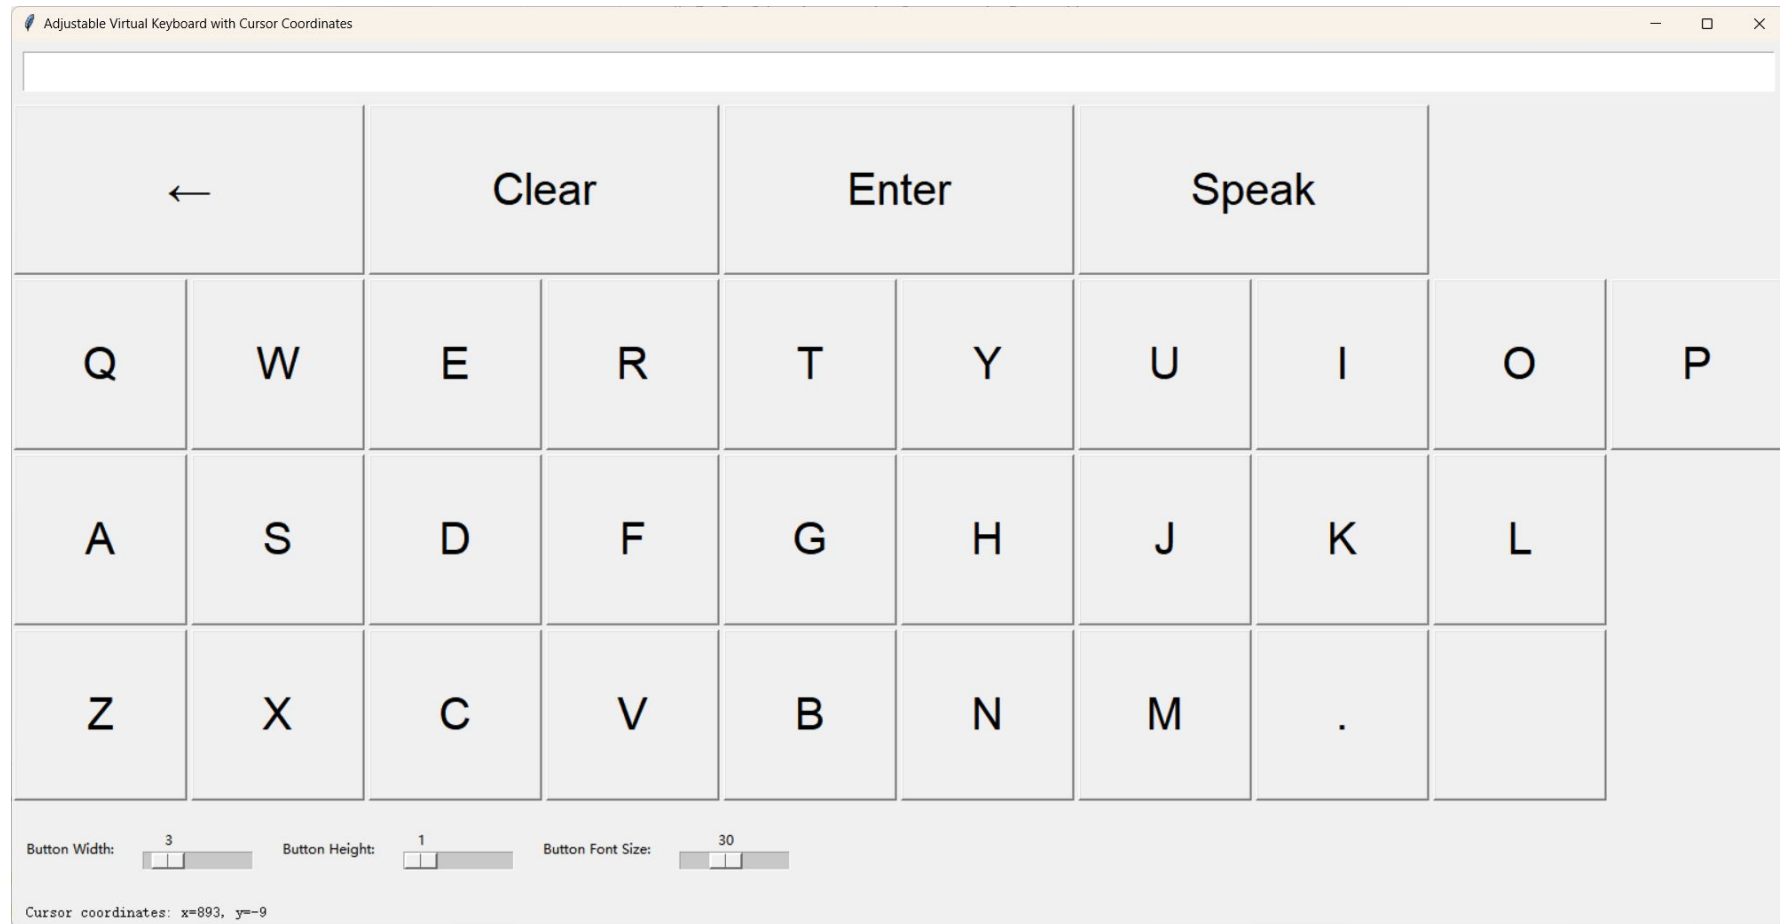 Adjustable Virtual Keyboard with Cursor Coordinates
← Clear Enter Speak
Q W E R T Y U I O P
A S D F G H J K L
Z X C V B N M .
3 1 30
Button Width: Button Height: Button Font Size:
Cursor coordinates: x=893, y=-9